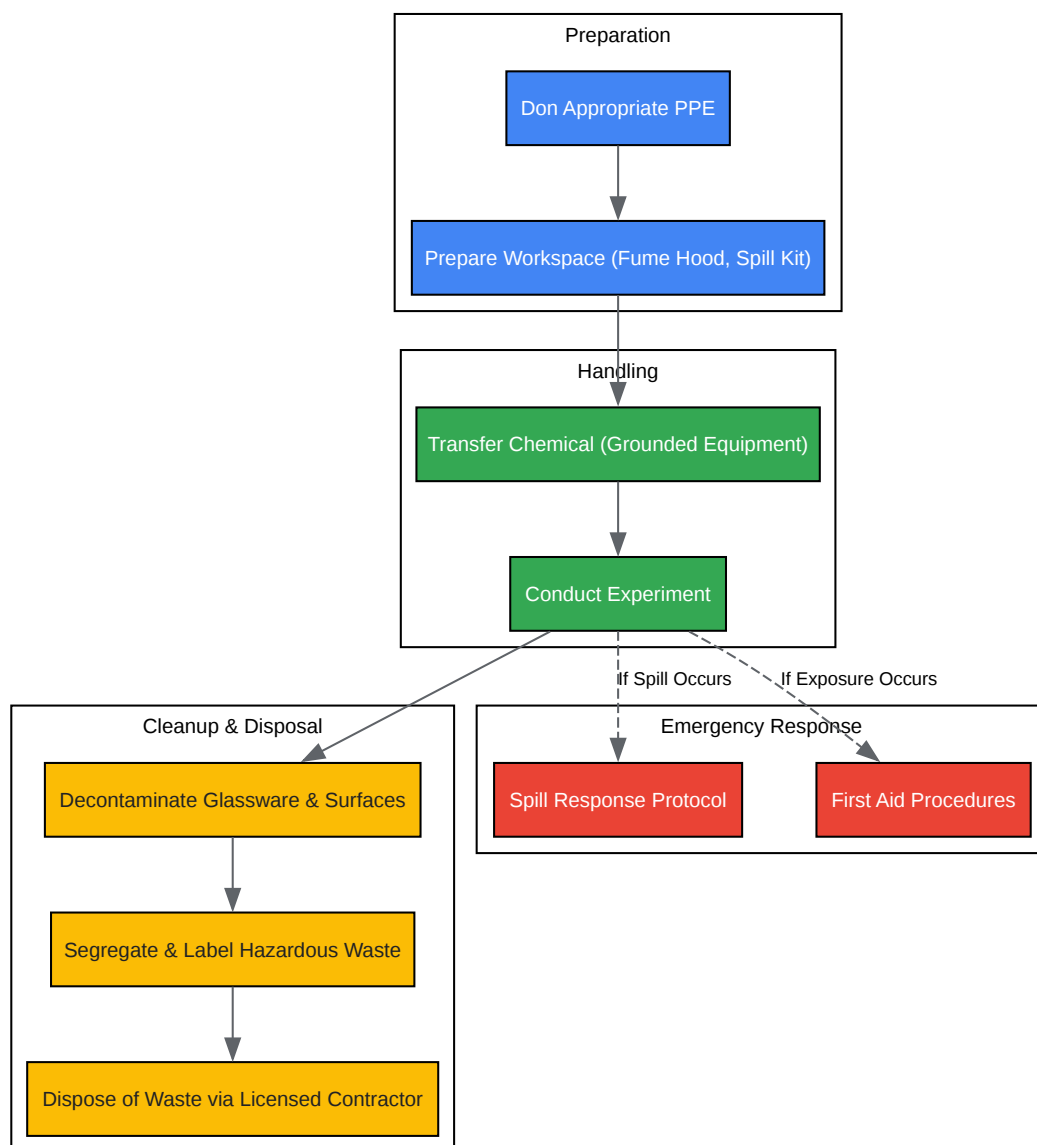 Preparation
Don Appropriate PPE
Prepare Workspace (Fume Hood, Spill Kit)
Handling
Transfer Chemical (Grounded Equipment)
Conduct Experiment
If Spill Occurs
If Exposure Occurs
Cleanup & Disposal
Decontaminate Glassware & Surfaces
Segregate & Label Hazardous Waste
Dispose of Waste via Licensed Contractor
Emergency Response
Spill Response Protocol
First Aid Procedures